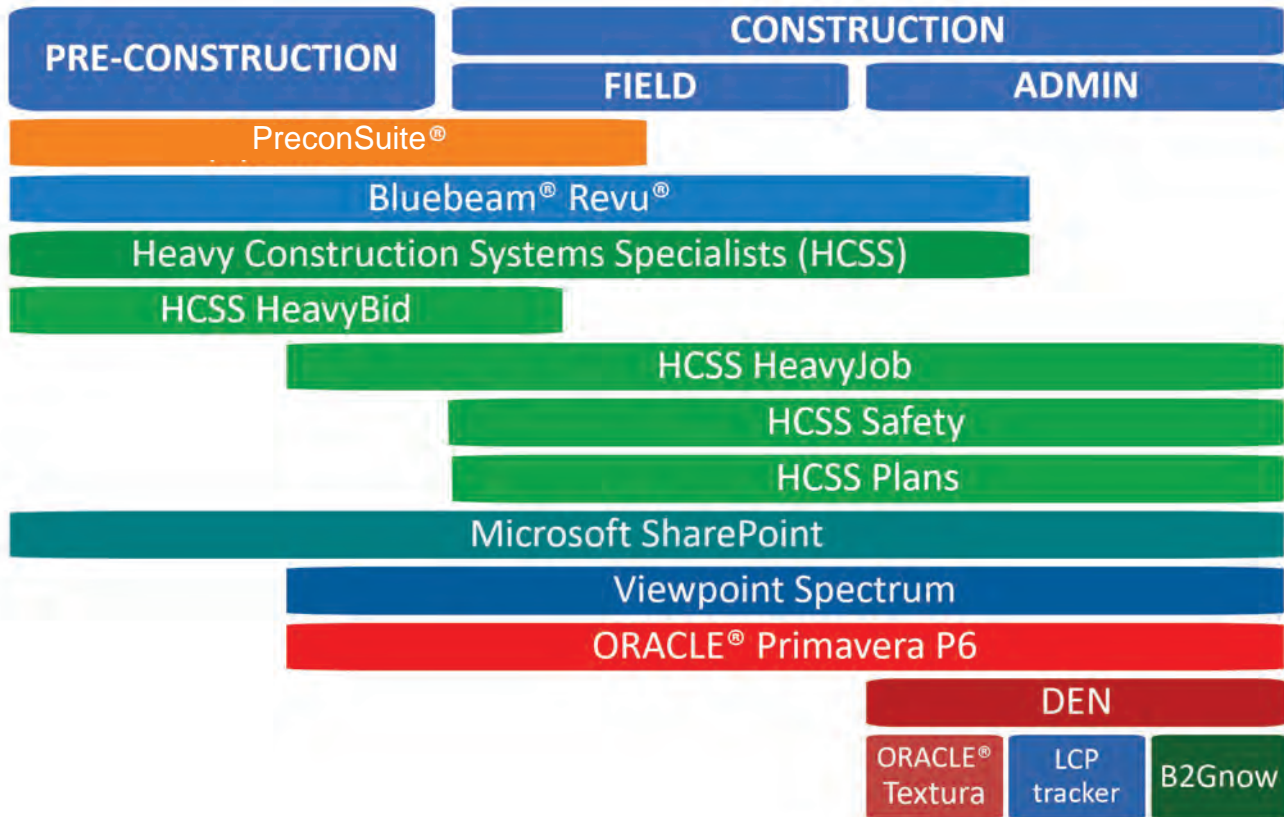 PRE-CONSTRUCTION
CONSTRUCTION
FIELD
ADMIN
PreconSuite®
Bluebeam® Revu®
Heavy Construction Systems Specialists (HCSS)
HCSS HeavyBid
HCSS HeavyJob
HCSS Safety
HCSS Plans
Microsoft SharePoint
Viewpoint Spectrum
ORACLE® Primavera P6
DEN
ORACLE®
Textura
LCP
tracker
B2Gnow